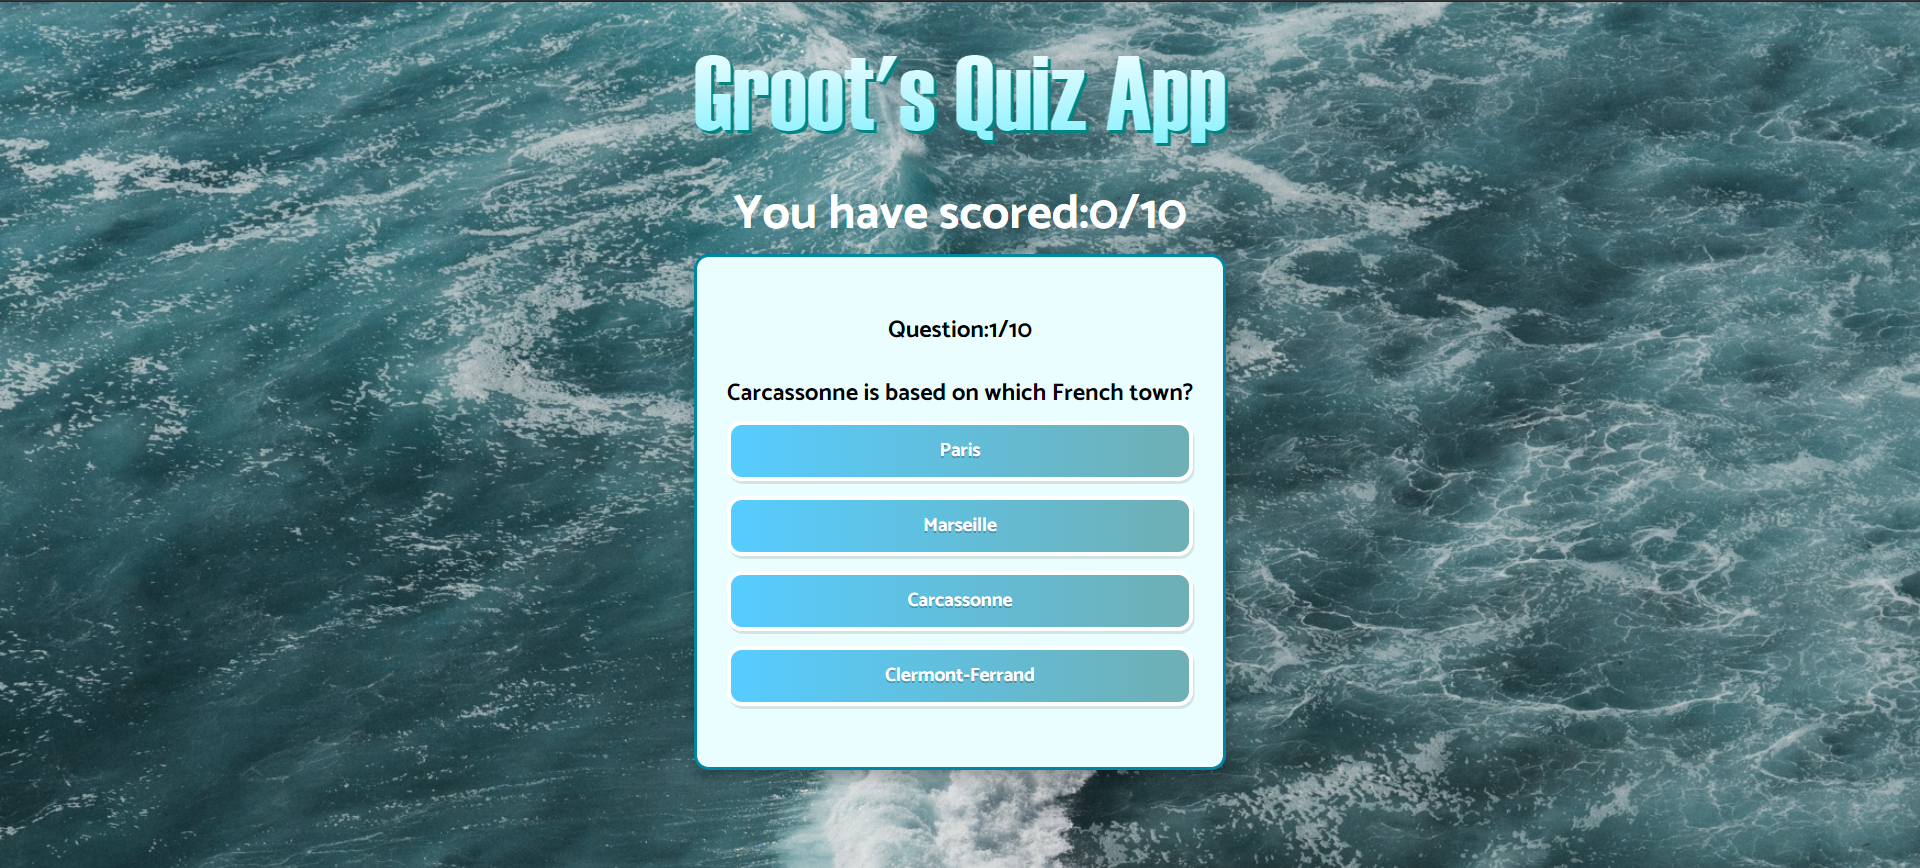 Groot's Quiz App
You have scored:0/10
Question:1/10
Carcassonne is based on which French town?
Paris
Marseille
Carcassonne
Clermont-Ferrand